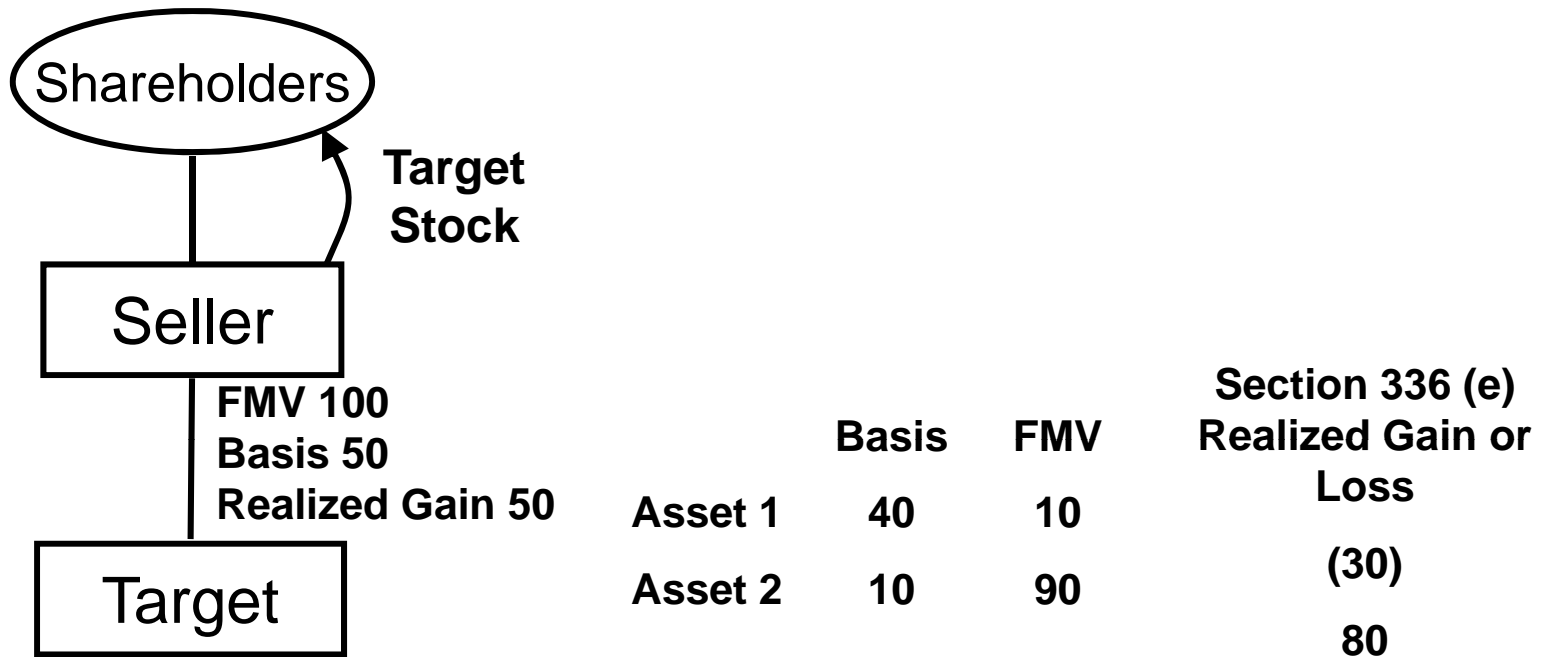 Shareholders
Target
Stock
Seller
FMV 100
Basis 50
Realized Gain 50
Target
Section 336 (e)
Basis FMV Realized Gain or
Loss
Asset 1 40 10
(30)
Asset 2 10 90
80